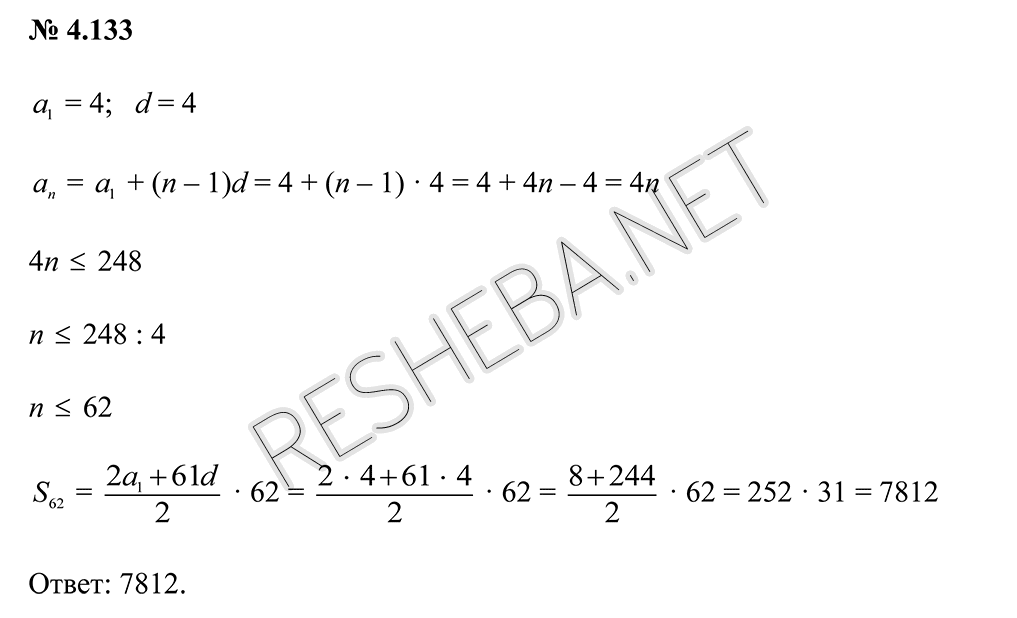 № 4.133
a₁ = 4; d = 4
aₙ = a₁ + (n – 1)d = 4 + (n – 1) · 4 = 4 + 4n – 4 = 4n
4n ≤ 248
n ≤ 248 : 4
n ≤ 62
S₆₂ = (2a₁+61d)/2 · 62 = (2 · 4+61 · 4)/2 · 62 = (8+244)/2 · 62 = 252 · 31 = 7812
Ответ: 7812.
RESHEBA.NET